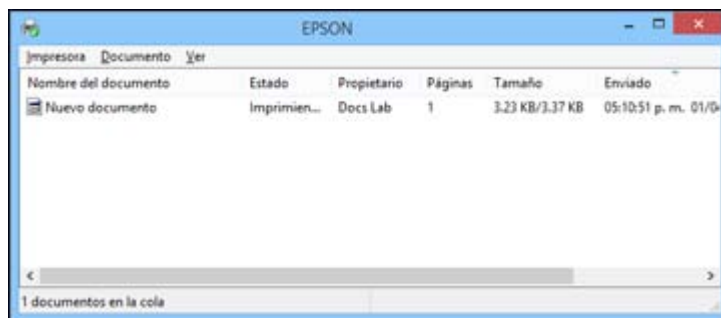 EPSON
Impresora Documento Ver
Nombre del documento Estado Propietario Páginas Tamaño Enviado
Nuevo documento Imprimien... Docs Lab 1 3.23 KB/3.37 KB 05:10:51 p. m. 01/0
1 documentos en la cola